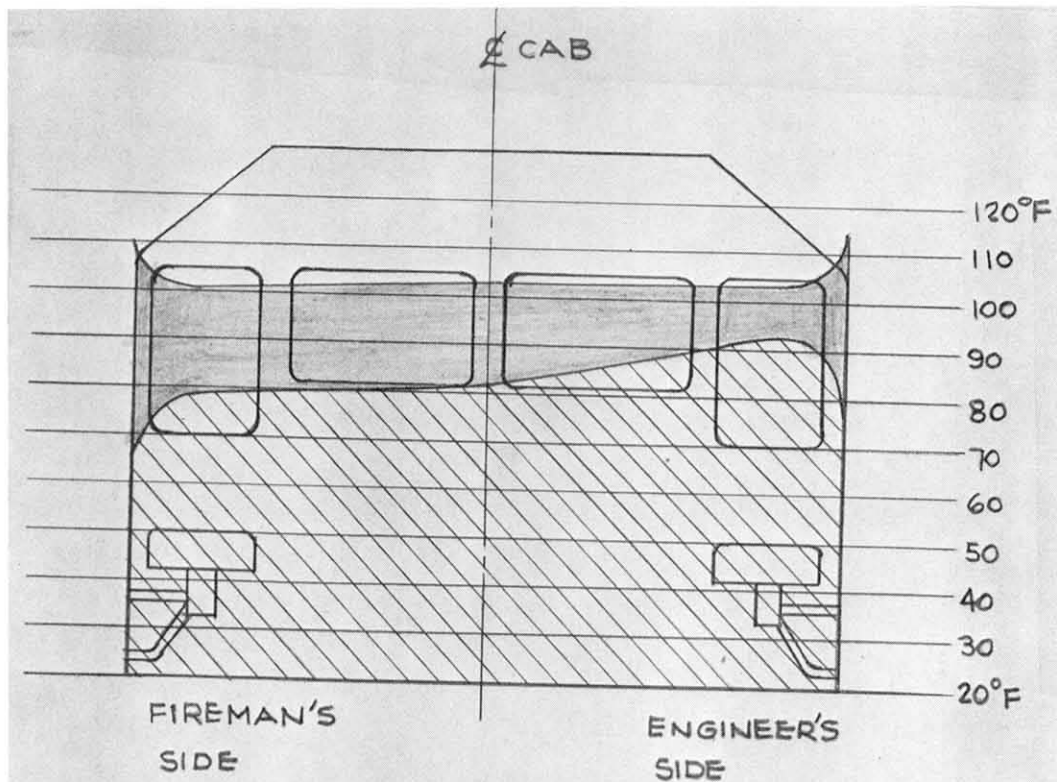 ℄ CAB
120°F
110
100
90
80
70
60
50
40
30
20°F
FIREMAN'S
SIDE
ENGINEER'S
SIDE